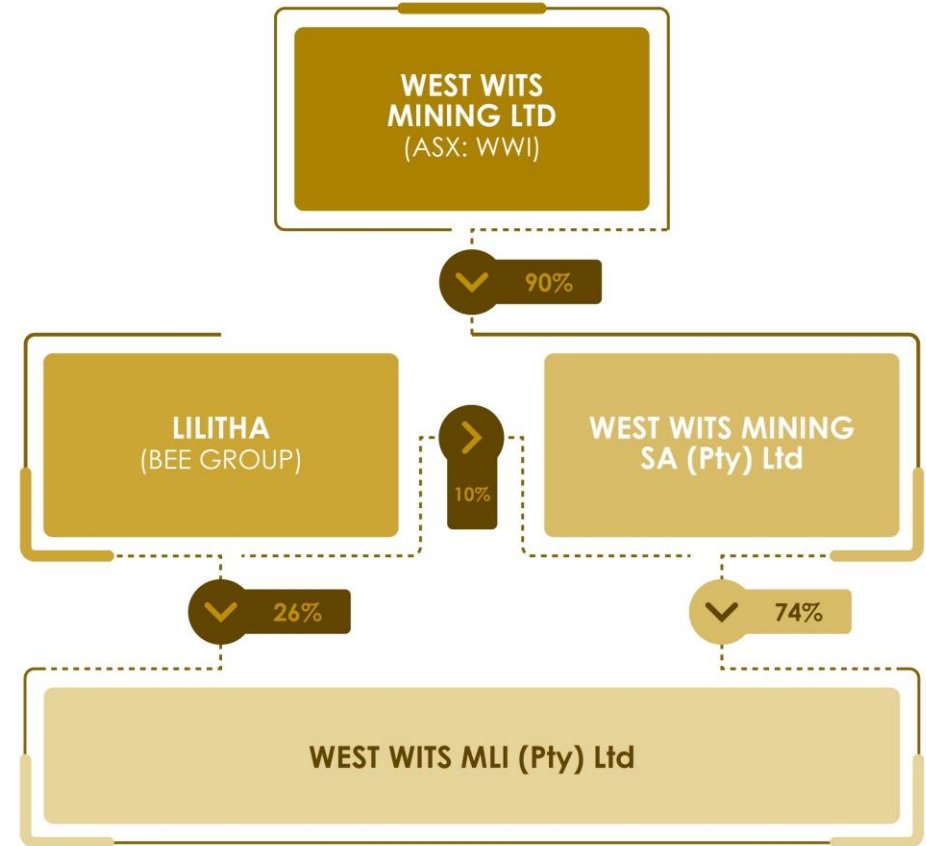 WEST WITS
MINING LTD
(ASX: WWI)
90%
LILITHA
(BEE GROUP)
10%
WEST WITS MINING
SA (Pty) Ltd
26%
74%
WEST WITS MLI (Pty) Ltd